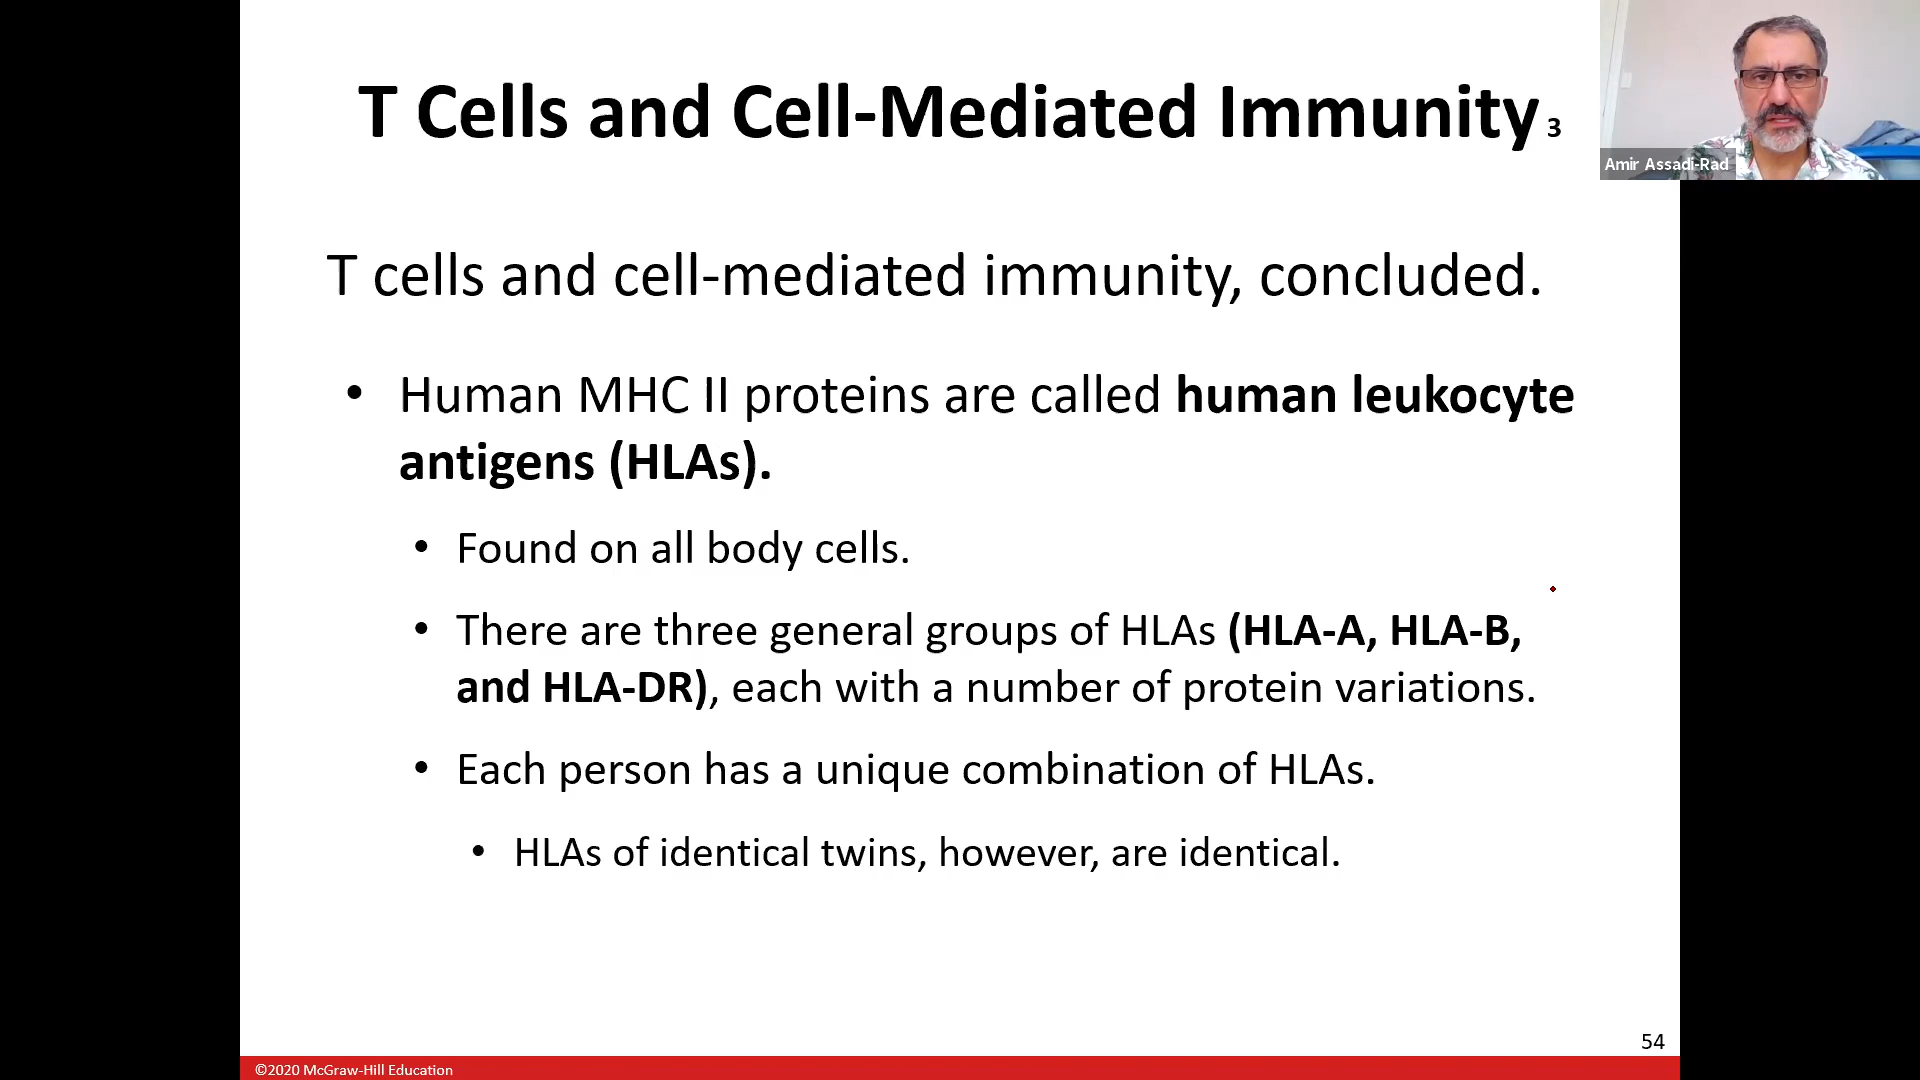 T Cells and Cell-Mediated Immunity 3
Amir Assadi-Rad
T cells and cell-mediated immunity, concluded.
• Human MHC II proteins are called human leukocyte
antigens (HLAs).
• Found on all body cells.
• There are three general groups of HLAs (HLA-A, HLA-B,
and HLA-DR), each with a number of protein variations.
• Each person has a unique combination of HLAs.
• HLAs of identical twins, however, are identical.
54
©2020 McGraw-Hill Education